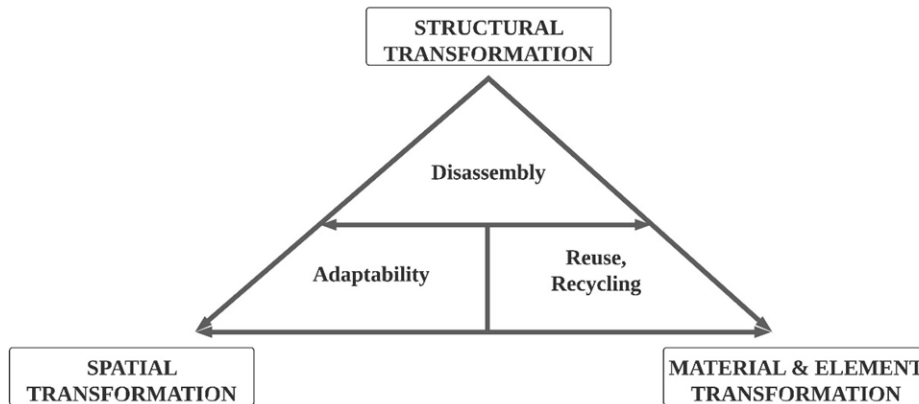 STRUCTURAL
TRANSFORMATION
Disassembly
Adaptability
Reuse,
Recycling
SPATIAL
TRANSFORMATION
MATERIAL & ELEMENT
TRANSFORMATION